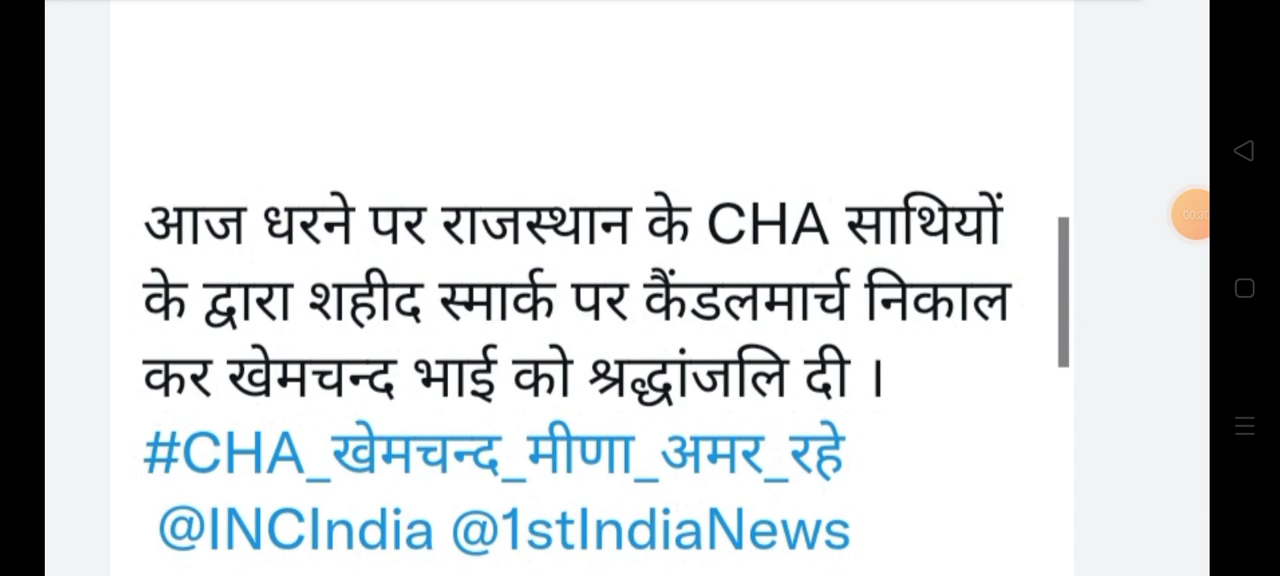 आज धरने पर राजस्थान के CHA साथियों
के द्वारा शहीद स्मार्क पर कैंडलमार्च निकाल
कर खेमचन्द भाई को श्रद्धांजलि दी ।
#CHA_खेमचन्द_मीणा_अमर_रहे
@INCIndia @1stIndiaNews